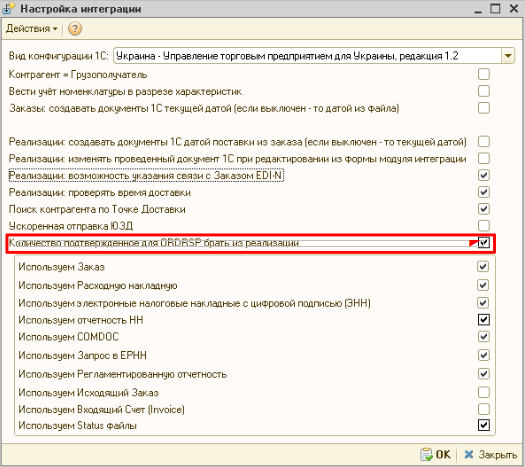 Настройка интеграции
Действия
Вид конфигурации 1С: Украина - Управление торговым предприятием для Украины, редакция 1.2
Контрагент = Грузополучатель
Вести учёт номенклатуры в разрезе характеристик
Заказы: создавать документы 1С текущей датой (если выключен - то датой из файла)
Реализации: создавать документы 1С датой поставки из заказа (если выключен - то текущей датой)
Реализации: изменять проведенный документ 1С при редактировании из формы модуля интеграции
Реализации: возможность указания связи с Заказом EDI-N
Реализации: проверять время доставки
Поиск контрагента по Точке Доставки
Ускоренная отправка ЮЗД
Количество подтвержденное для ORDRSP брать из реализации
Используем Заказ
Используем Расходную накладную
Используем электронные налоговые накладные с цифровой подписью (ЭНН)
Используем отчетность НН
Используем COMDOC
Используем Запрос в ЕРНН
Используем Регламентированную отчетность
Используем Исходящий Заказ
Используем Входящий Счет (Invoice)
Используем Status файлы
OK
Закрыть